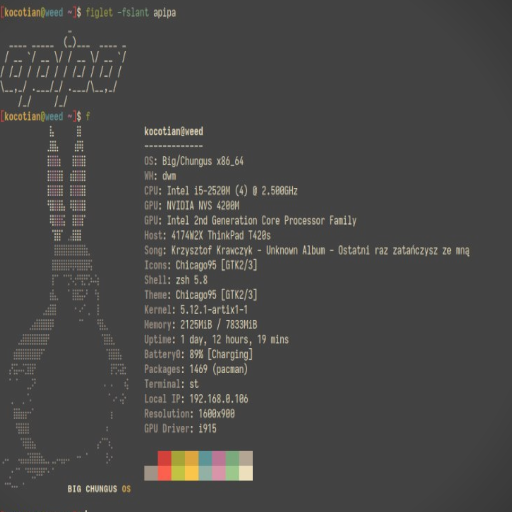 [kocotian@weed ~]$ figlet -fslant apipa
apipa
[kocotian@weed ~]$ f
kocotian@weed
-------------
OS: Big/Chungus x86_64
WM: dwm
CPU: Intel i5-2520M (4) @ 2.500GHz
GPU: NVIDIA NVS 4200M
GPU: Intel 2nd Generation Core Processor Family
Host: 4174W2X ThinkPad T420s
Song: Krzysztof Krawczyk - Unknown Album - Ostatni raz zatańczysz ze mną
Icons: Chicago95 [GTK2/3]
Shell: zsh 5.8
Theme: Chicago95 [GTK2/3]
Kernel: 5.12.1-artix1-1
Memory: 2125MiB / 7833MiB
Uptime: 1 day, 12 hours, 19 mins
Battery0: 89% [Charging]
Packages: 1469 (pacman)
Terminal: st
Local IP: 192.168.0.106
Resolution: 1600x900
GPU Driver: i915
BIG CHUNGUS OS